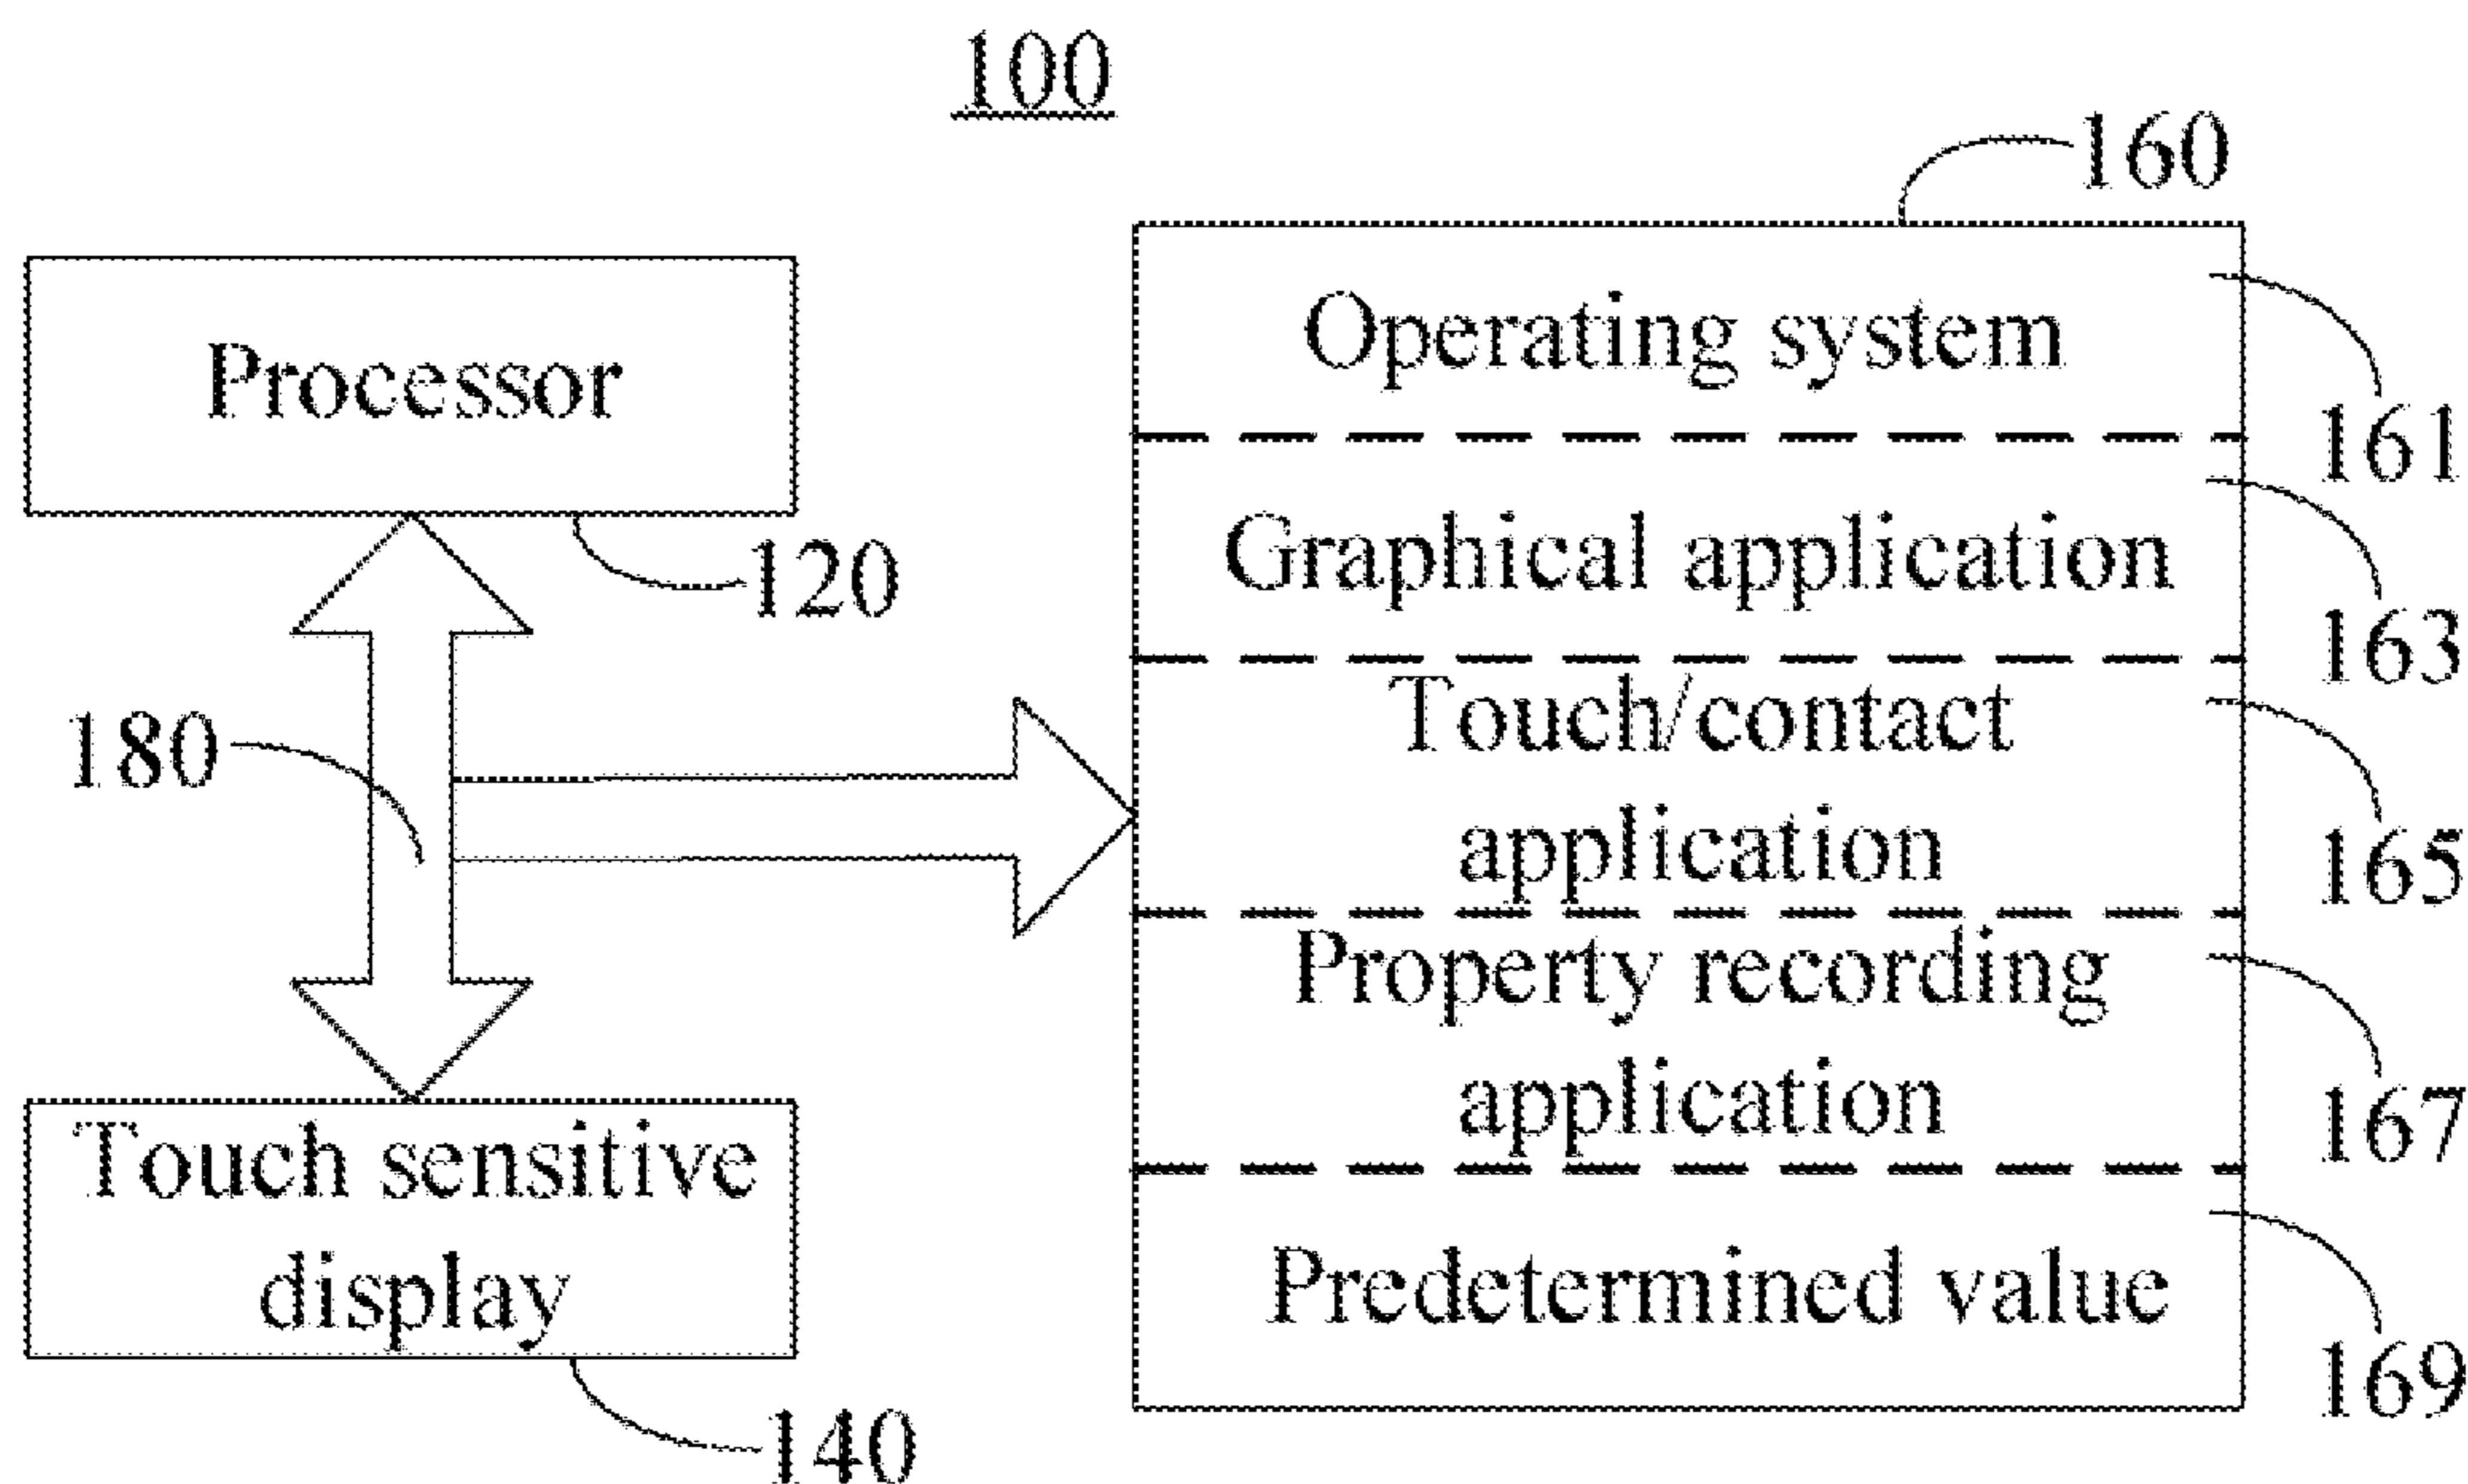 100
160
Processor
120
180
Touch sensitive
display
140
Operating system
161
Graphical application
163
Touch/contact
application
165
Property recording
application
167
Predetermined value
169